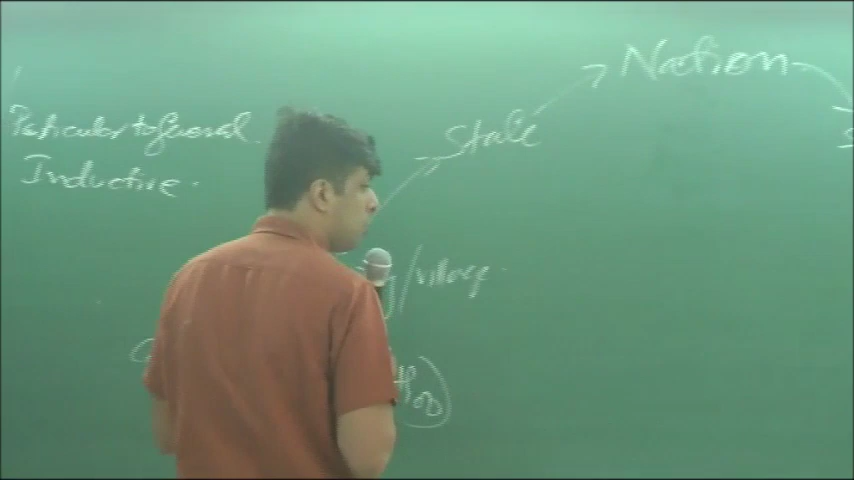 Particular to General.
Inductive.
State
Nation
/village